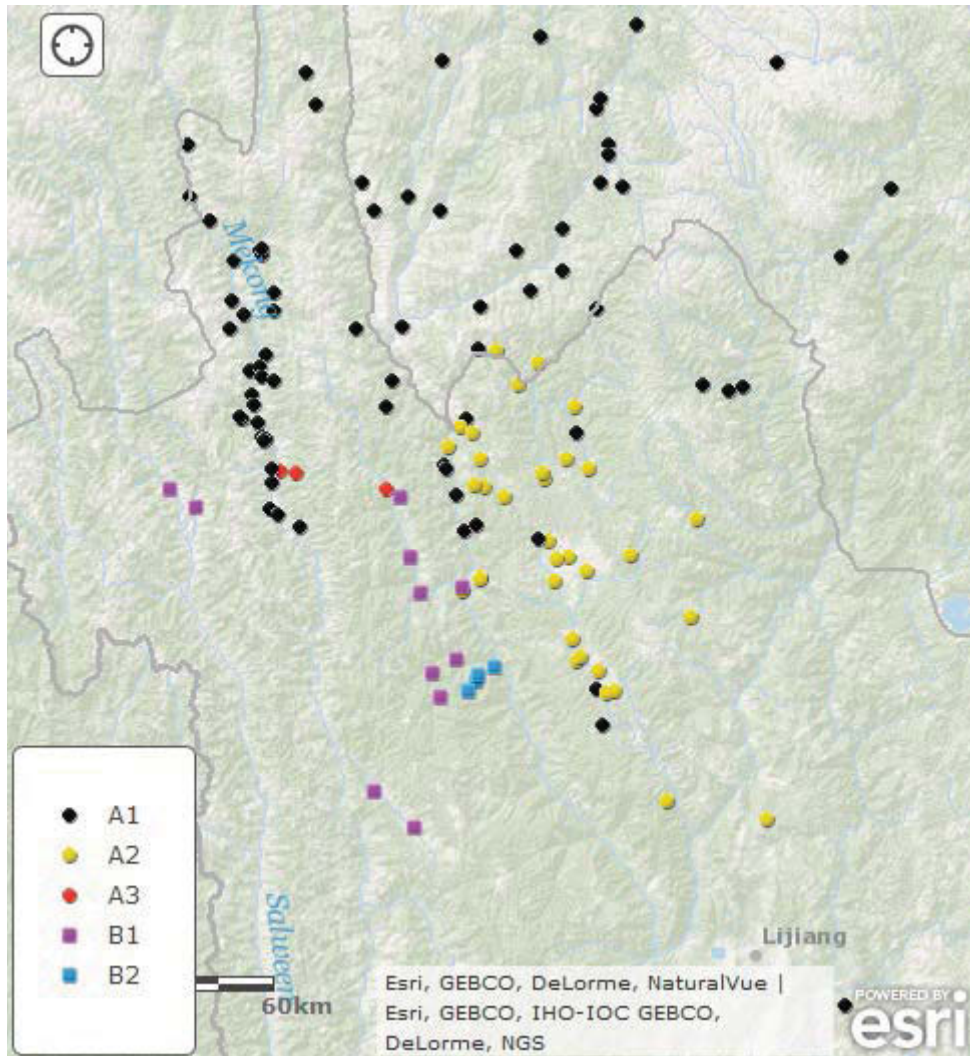 Mekong
A1
A2
A3
B1
B2
Salween
Lijiang
60km
Esri, GEBCO, DeLorme, NaturalVue |
Esri, GEBCO, IHO-IOC GEBCO,
DeLorme, NGS
POWERED BY
esri